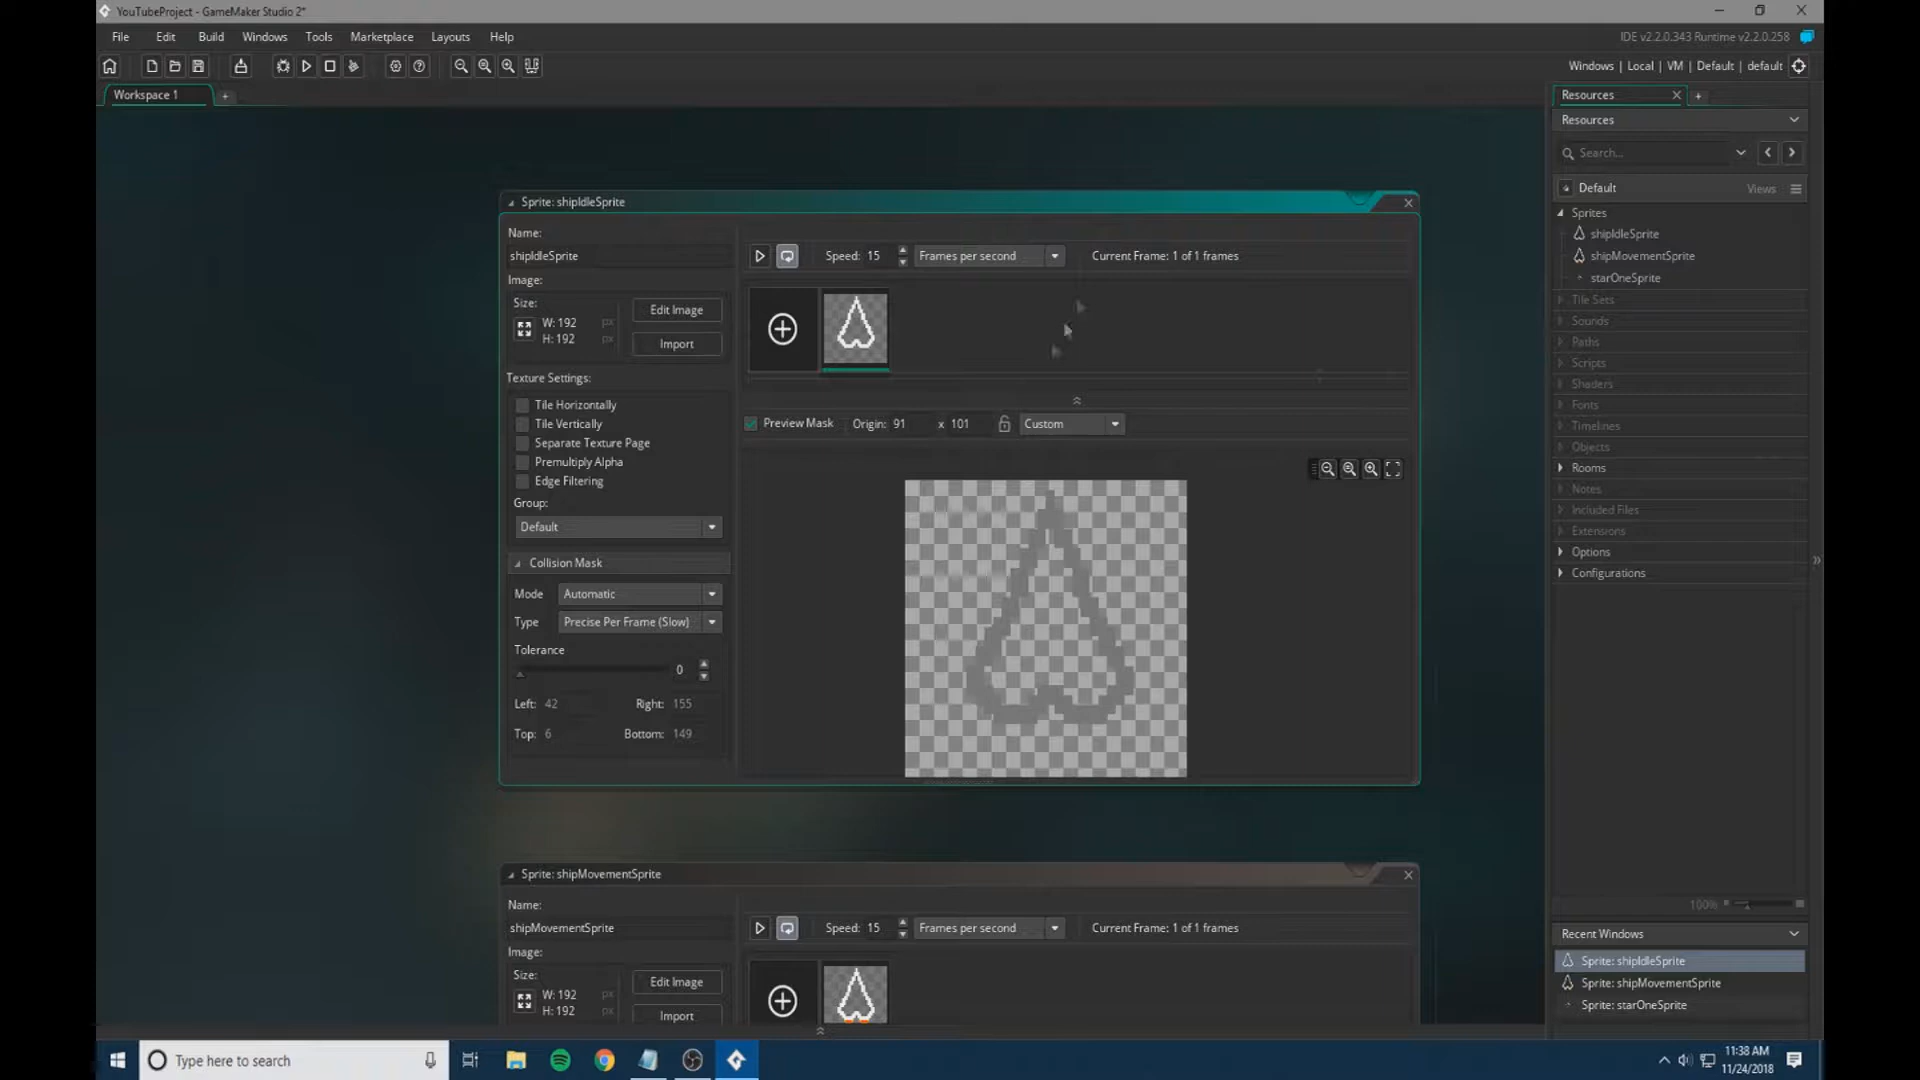 YouTubeProject - GameMaker Studio 2*
File Edit Build Windows Tools Marketplace Layouts Help
IDE v2.2.0.343 Runtime v2.2.0.258
Windows | Local | VM | Default | default
Workspace 1 +
Resources
Resources
Search...
Default Views
Sprites
shipIdleSprite
shipMovementSprite
starOneSprite
Tile Sets
Sounds
Paths
Scripts
Shaders
Fonts
Timelines
Objects
Rooms
Notes
Included Files
Extensions
Options
Configurations
100%
Recent Windows
Sprite: shipIdleSprite
Sprite: shipMovementSprite
Sprite: starOneSprite
Sprite: shipIdleSprite
Name:
shipIdleSprite
Image:
Size:
W: 192 px
H: 192 px
Edit Image
Import
Texture Settings:
Tile Horizontally
Tile Vertically
Separate Texture Page
Premultiply Alpha
Edge Filtering
Group:
Default
Collision Mask
Mode Automatic
Type Precise Per Frame (Slow)
Tolerance
0
Left: 42 Right: 155
Top: 6 Bottom: 149
Speed: 15 Frames per second Current Frame: 1 of 1 frames
Preview Mask Origin: 91 x 101 Custom
Sprite: shipMovementSprite
Name:
shipMovementSprite
Image:
Size:
W: 192 px
H: 192 px
Edit Image
Import
Speed: 15 Frames per second Current Frame: 1 of 1 frames
Type here to search
11:38 AM
11/24/2018